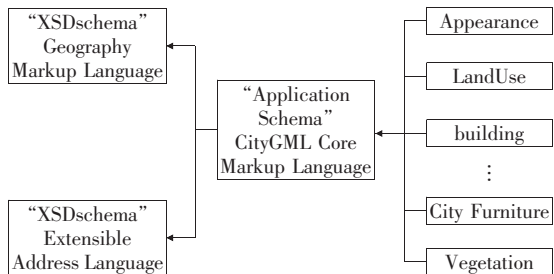 “XSDschema”
Geography
Markup Language
“XSDschema”
Extensible
Address Language
“Application
Schema”
CityGML Core
Markup Language
Appearance
LandUse
building
⋮
City Furniture
Vegetation